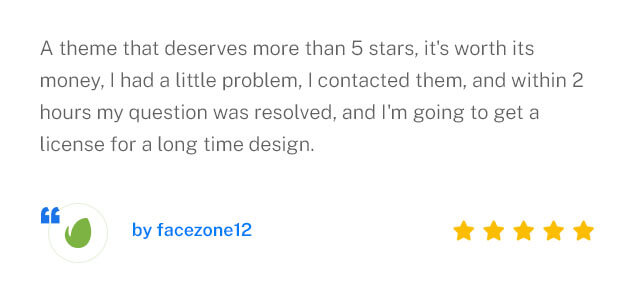 A theme that deserves more than 5 stars, it's worth its
money, I had a little problem, I contacted them, and within 2
hours my question was resolved, and I'm going to get a
license for a long time design.
by facezone12